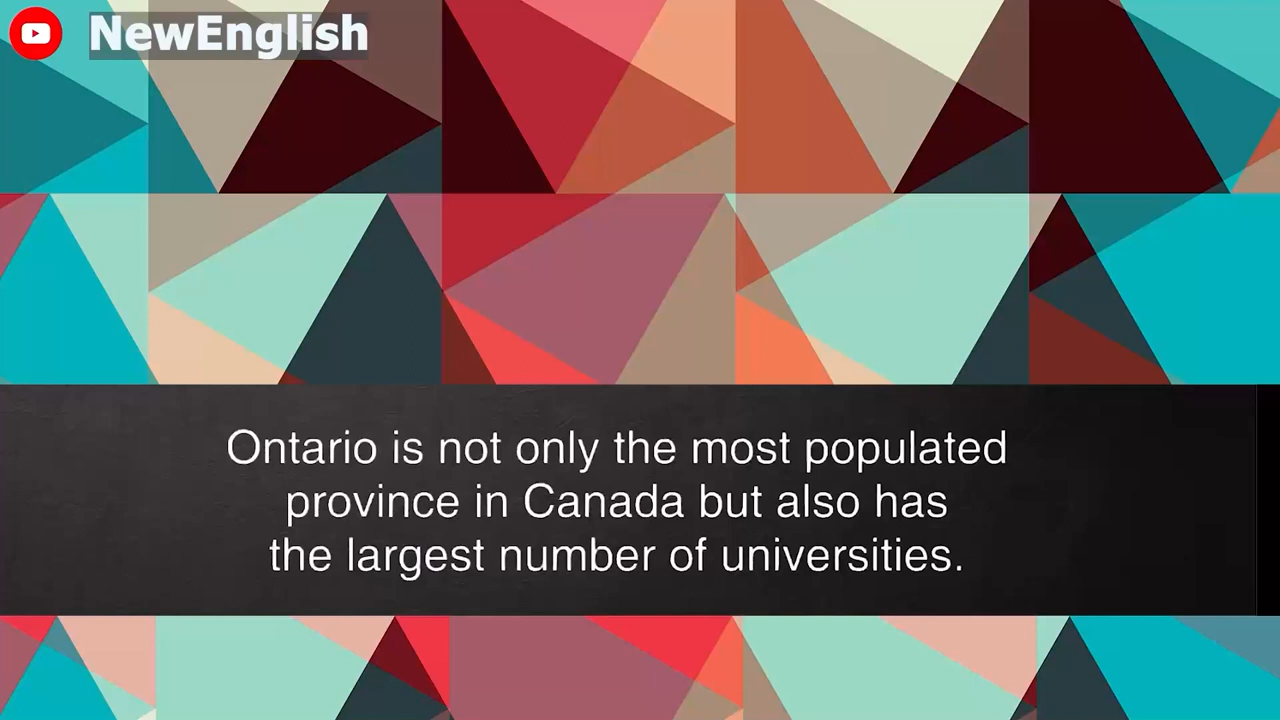 NewEnglish
Ontario is not only the most populated
province in Canada but also has
the largest number of universities.